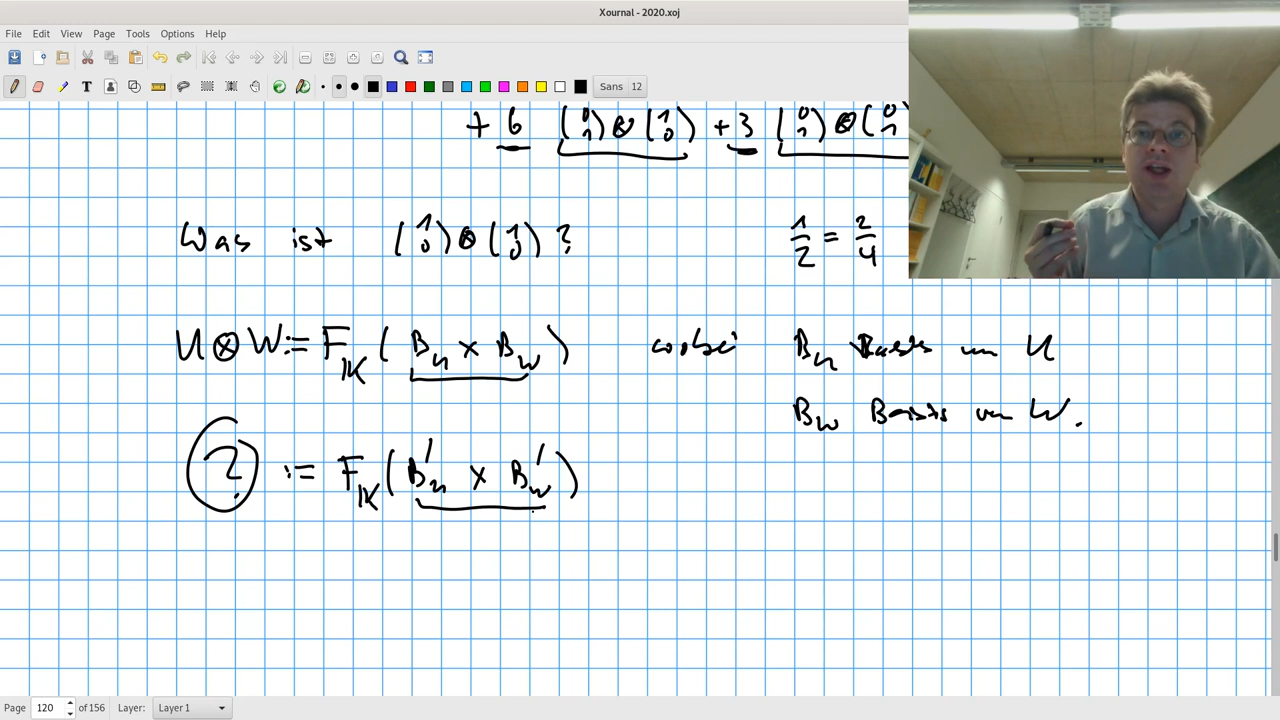 Xournal - 2020.xoj
File Edit View Page Tools Options Help
Sans 12
+ 6 (0 1) ⊗ (1 0) + 3 (0 1) ⊗ (0 1
Was ist (1 0) ⊗ (1 0) ? 1/2 = 2/4
U ⊗ W := F_K ( B_U × B_W ) wobei B_U Basis von U
B_W Basis von W.
? := F_K ( B'_U × B'_W )
Page 120 of 156 Layer: Layer 1